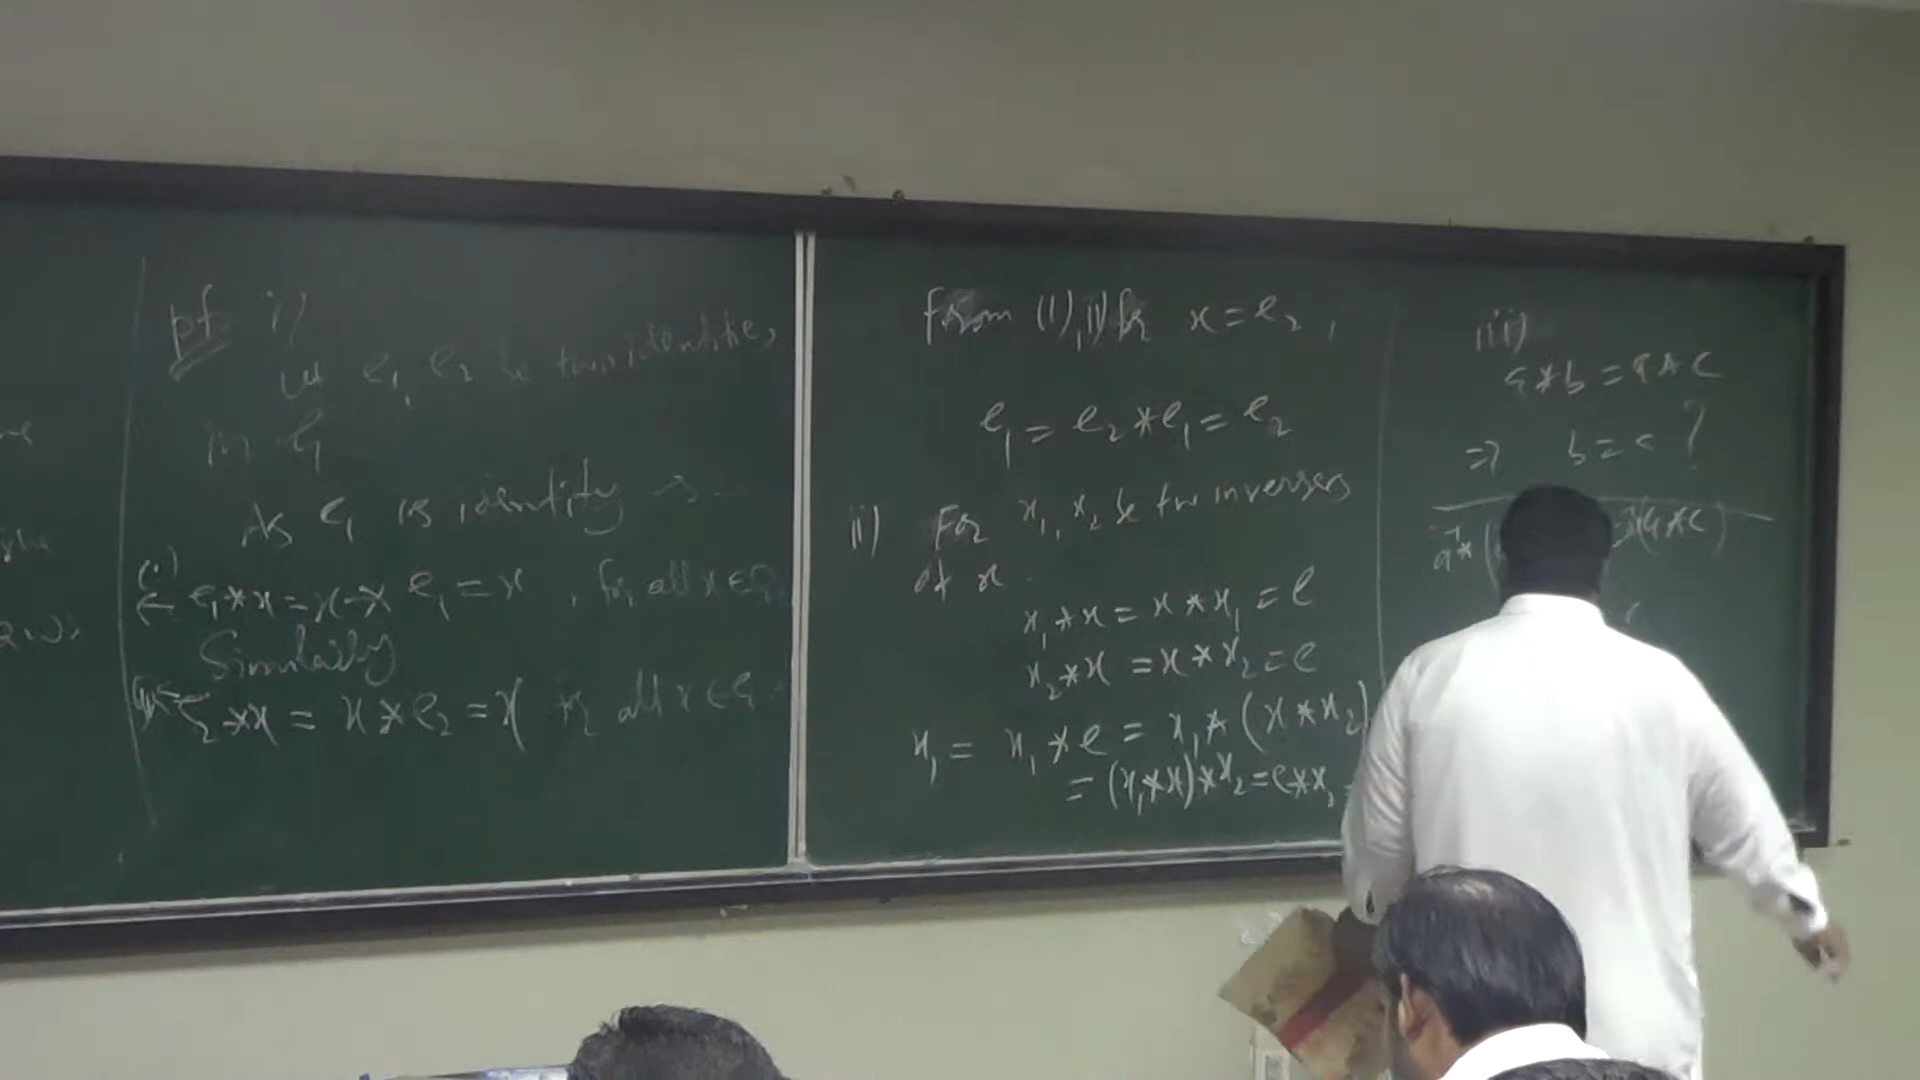 pf i)
let e₁, e₂ be two identities
in G
As e₁ is identity
(i) e₁*x = x * e₁ = x, for all x ∈ G
Similarly
e₂*x = x*e₂ = x for all x ∈ G
from (i), ii) for x = e₂,
e₁ = e₂*e₁ = e₂
ii) For x₁, x₂ be two inverses
of x.
x₁*x = x*x₁ = e
x₂*x = x*x₂ = e
x₁ = x₁*e = x₁*(x*x₂)
= (x₁*x)*x₂ = e*x₂ =
iii)
a*b = a*c
⇒ b = c ?
a⁻¹*( (a*c)